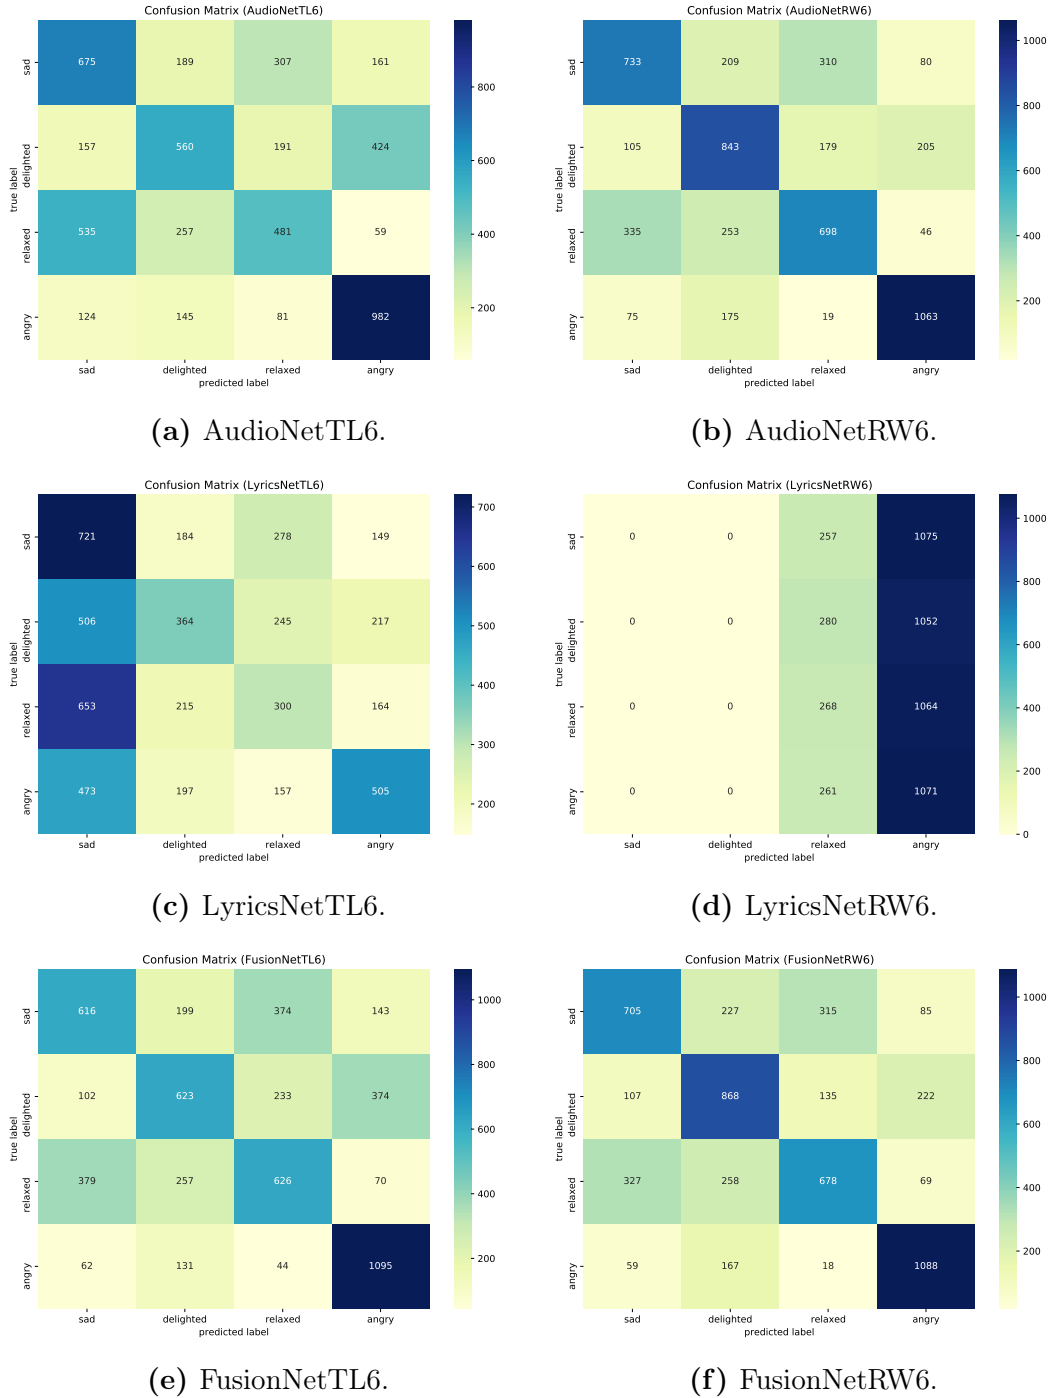 Confusion Matrix (AudioNetTL6)
sad 675 189 307 161
delighted 157 560 191 424
relaxed 535 257 481 59
angry 124 145 81 982
sad delighted relaxed angry
predicted label
true label
800
600
400
200
(a) AudioNetTL6.
Confusion Matrix (AudioNetRW6)
733 209 310 80
105 843 179 205
335 253 698 46
75 175 19 1063
sad delighted relaxed angry
predicted label
true label
sad
delighted
relaxed
angry
1000
800
600
400
200
(b) AudioNetRW6.
Confusion Matrix (LyricsNetTL6)
sad 721 184 278 149
delighted 506 364 245 217
relaxed 653 215 300 164
angry 473 197 157 505
sad delighted relaxed angry
predicted label
true label
700
600
500
400
300
200
(c) LyricsNetTL6.
Confusion Matrix (LyricsNetRW6)
sad 0 0 257 1075
delighted 0 0 280 1052
relaxed 0 0 268 1064
angry 0 0 261 1071
sad delighted relaxed angry
predicted label
true label
1000
800
600
400
200
0
(d) LyricsNetRW6.
Confusion Matrix (FusionNetTL6)
sad 616 199 374 143
delighted 102 623 233 374
relaxed 379 257 626 70
angry 62 131 44 1095
sad delighted relaxed angry
predicted label
true label
1000
800
600
400
200
(e) FusionNetTL6.
Confusion Matrix (FusionNetRW6)
sad 705 227 315 85
delighted 107 868 135 222
relaxed 327 258 678 69
angry 59 167 18 1088
sad delighted relaxed angry
predicted label
true label
1000
800
600
400
200
(f) FusionNetRW6.